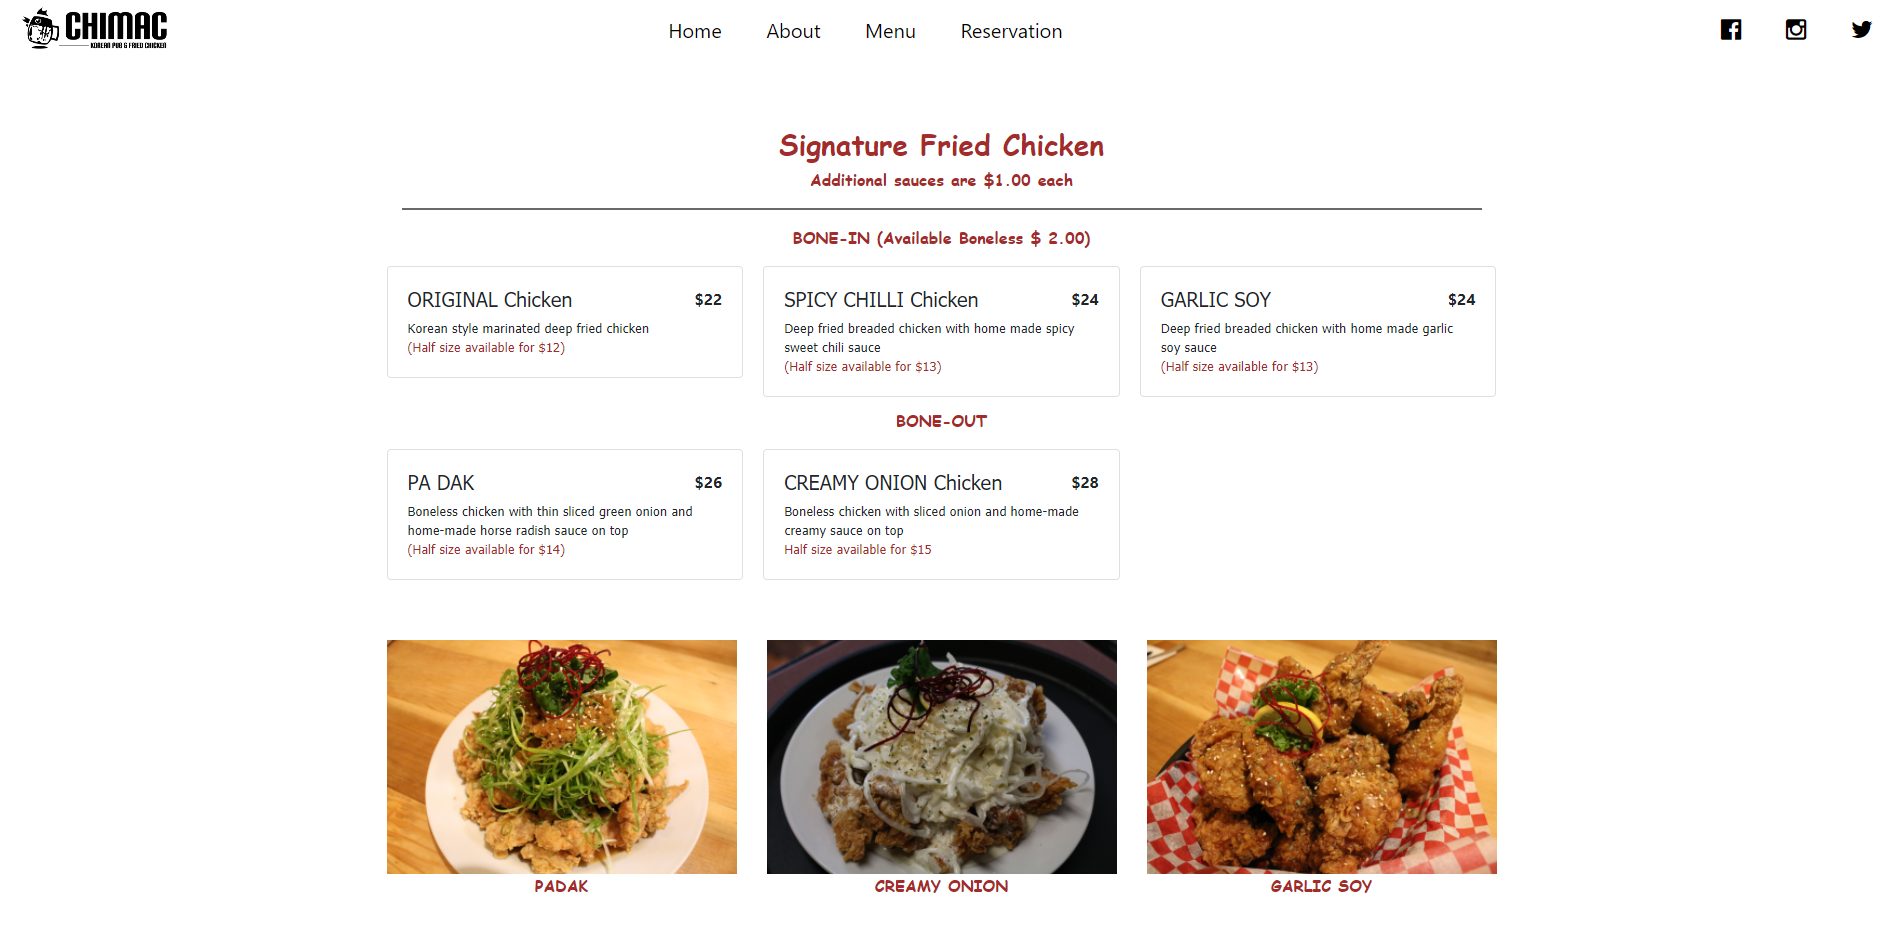 CHIMAC
KOREAN PUB & FRIED CHICKEN
Home About Menu Reservation
Signature Fried Chicken
Additional sauces are $1.00 each
BONE-IN (Available Boneless $ 2.00)
ORIGINAL Chicken $22
Korean style marinated deep fried chicken
(Half size available for $12)
SPICY CHILLI Chicken $24
Deep fried breaded chicken with home made spicy
sweet chili sauce
(Half size available for $13)
GARLIC SOY $24
Deep fried breaded chicken with home made garlic
soy sauce
(Half size available for $13)
BONE-OUT
PA DAK $26
Boneless chicken with thin sliced green onion and
home-made horse radish sauce on top
(Half size available for $14)
CREAMY ONION Chicken $28
Boneless chicken with sliced onion and home-made
creamy sauce on top
Half size available for $15
PADAK
CREAMY ONION
GARLIC SOY